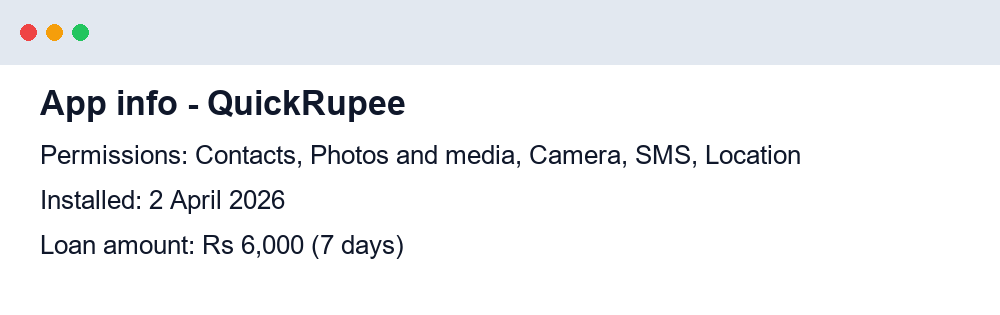 App info - QuickRupee
Permissions: Contacts, Photos and media, Camera, SMS, Location
Installed: 2 April 2026
Loan amount: Rs 6,000 (7 days)